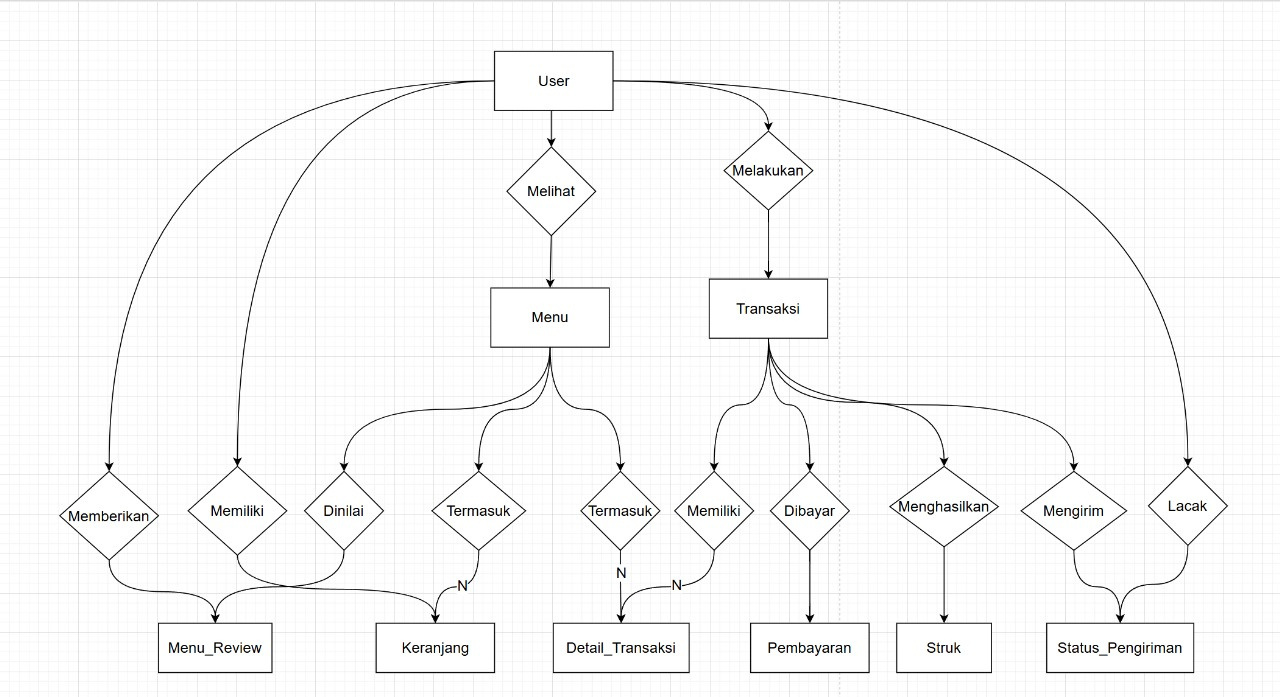 User
Melihat
Melakukan
Menu
Transaksi
Memberikan
Memiliki
Dinilai
Termasuk
Termasuk
Memiliki
Dibayar
Menghasilkan
Mengirim
Lacak
N
N
N
Menu_Review
Keranjang
Detail_Transaksi
Pembayaran
Struk
Status_Pengiriman